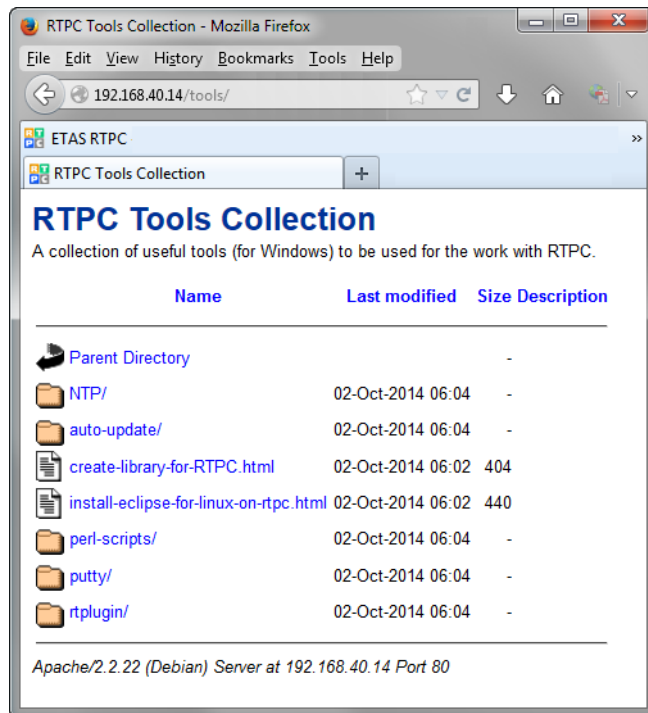 RTPC Tools Collection - Mozilla Firefox
File Edit View History Bookmarks Tools Help
192.168.40.14/tools/
ETAS RTPC
»
RTPC Tools Collection
+
RTPC Tools Collection
A collection of useful tools (for Windows) to be used for the work with RTPC.
Name Last modified Size Description
Parent Directory -
NTP/ 02-Oct-2014 06:04 -
auto-update/ 02-Oct-2014 06:04 -
create-library-for-RTPC.html 02-Oct-2014 06:02 404
install-eclipse-for-linux-on-rtpc.html 02-Oct-2014 06:02 440
perl-scripts/ 02-Oct-2014 06:04 -
putty/ 02-Oct-2014 06:04 -
rtplugin/ 02-Oct-2014 06:04 -
Apache/2.2.22 (Debian) Server at 192.168.40.14 Port 80